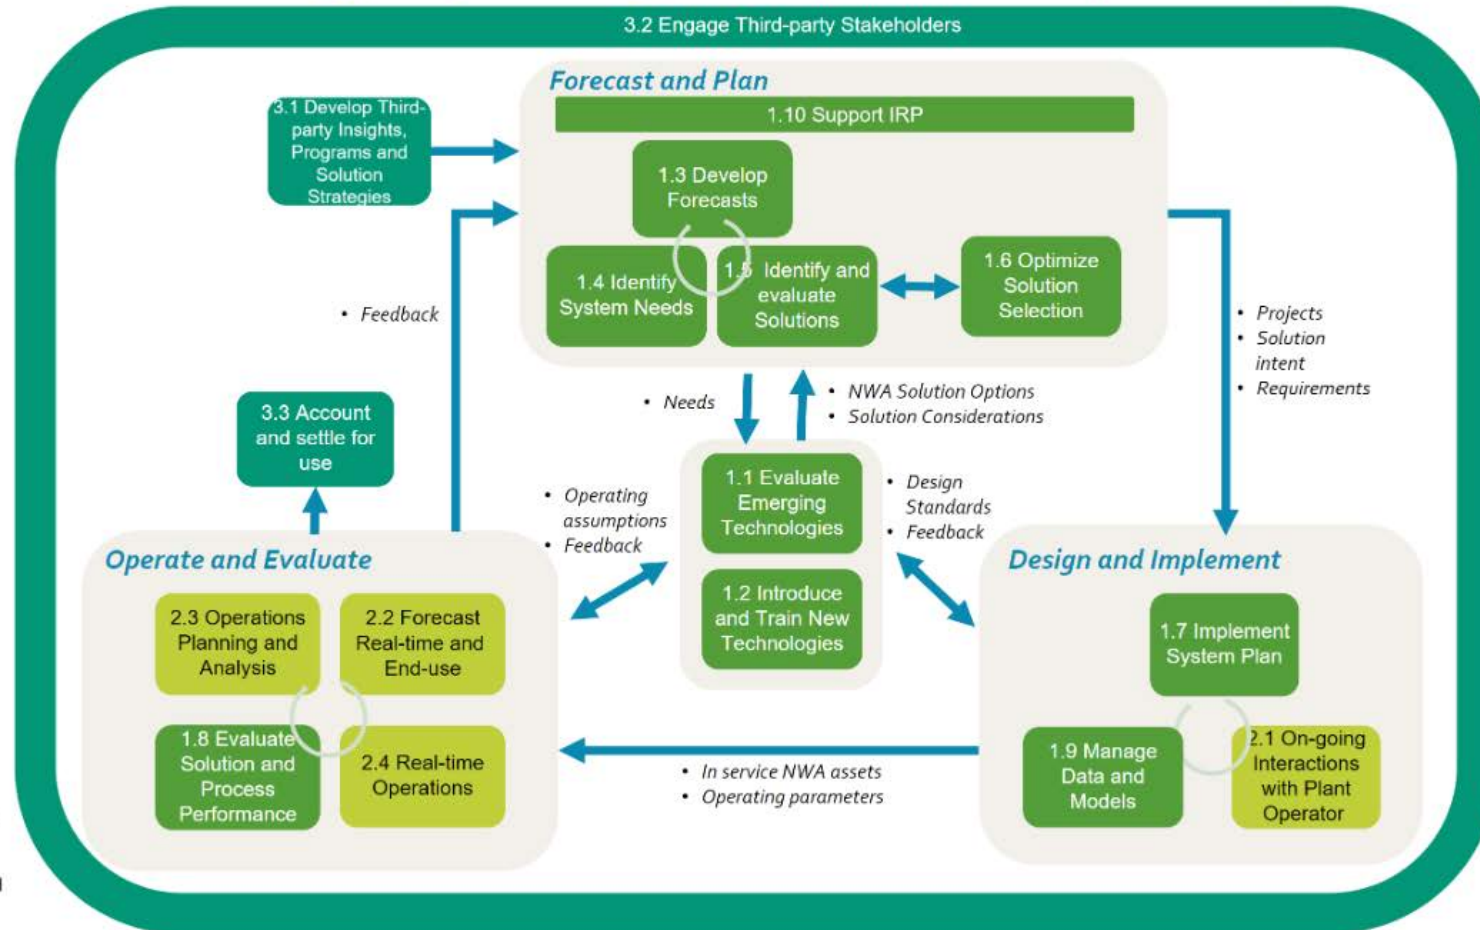 3.2 Engage Third-party Stakeholders
Forecast and Plan
1.10 Support IRP
3.1 Develop Third-
party Insights,
Programs and
Solution
Strategies
1.3 Develop
Forecasts
1.4 Identify
System Needs
1.5 Identify and
evaluate
Solutions
1.6 Optimize
Solution
Selection
• Feedback
• Projects
• Solution
intent
• Requirements
• Needs
• NWA Solution Options
• Solution Considerations
3.3 Account
and settle for
use
1.1 Evaluate
Emerging
Technologies
1.2 Introduce
and Train New
Technologies
• Operating
assumptions
• Feedback
• Design
Standards
• Feedback
Operate and Evaluate
2.3 Operations
Planning and
Analysis
2.2 Forecast
Real-time and
End-use
1.8 Evaluate
Solution and
Process
Performance
2.4 Real-time
Operations
Design and Implement
1.7 Implement
System Plan
1.9 Manage
Data and
Models
2.1 On-going
Interactions
with Plant
Operator
• In service NWA assets
• Operating parameters